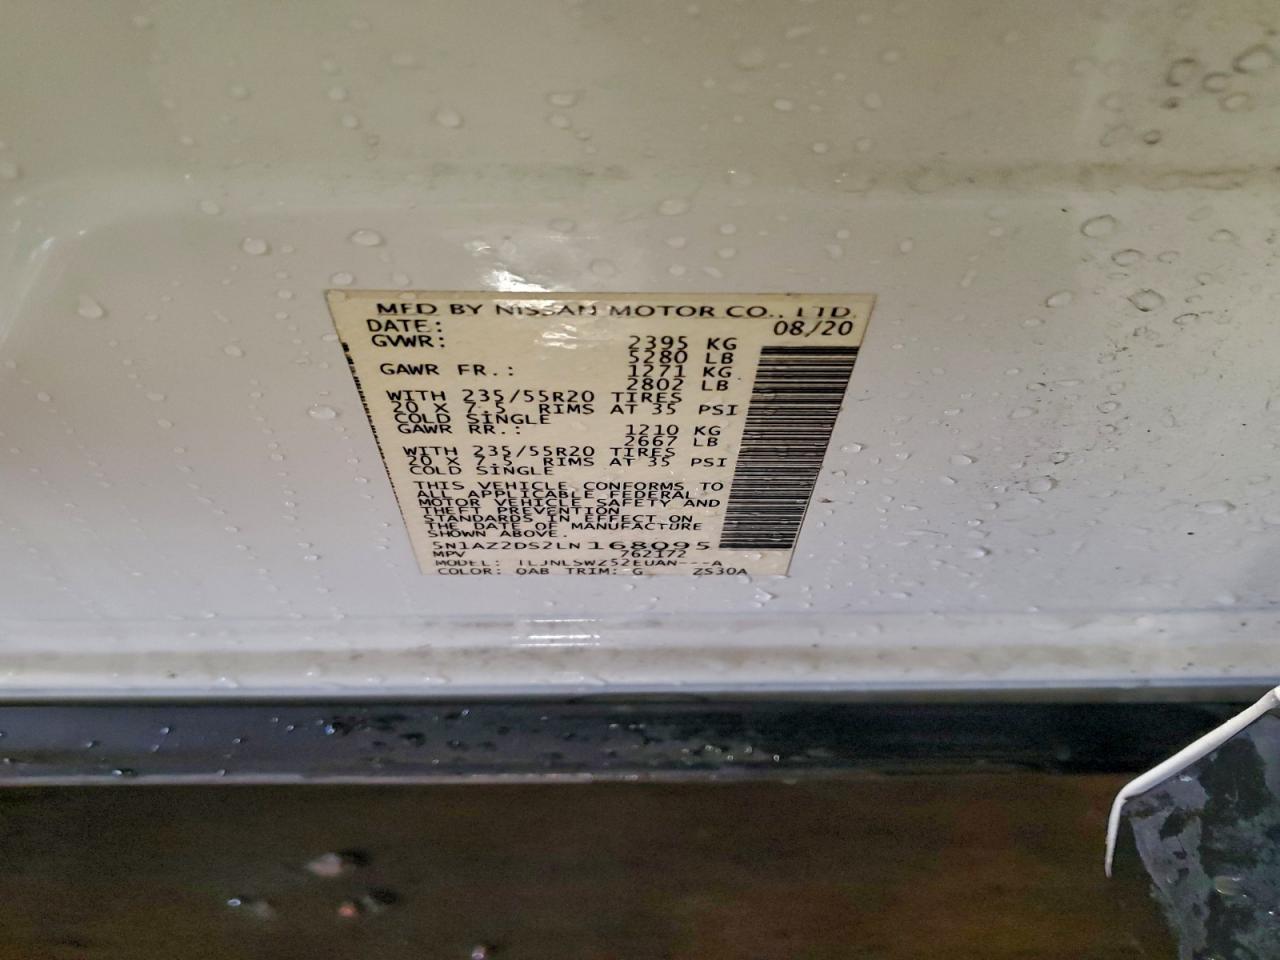 MFD BY NISSAN MOTOR CO., LTD.
DATE: 08/20
GVWR: 2395 KG
5280 LB
GAWR FR.: 1271 KG
2802 LB
WITH 235/55R20 TIRES
20 X 7.5 RIMS AT 35 PSI
COLD SINGLE
GAWR RR.: 1210 KG
2667 LB
WITH 235/55R20 TIRES
20 X 7.5 RIMS AT 35 PSI
COLD SINGLE
THIS VEHICLE CONFORMS TO
ALL APPLICABLE FEDERAL
MOTOR VEHICLE SAFETY AND
THEFT PREVENTION
STANDARDS IN EFFECT ON
THE DATE OF MANUFACTURE
SHOWN ABOVE.
5N1AZ2DS2LN168095
MPV 762172
MODEL: TLJNLSWZ52EUAN---A
COLOR: QAB TRIM: G ZS30A